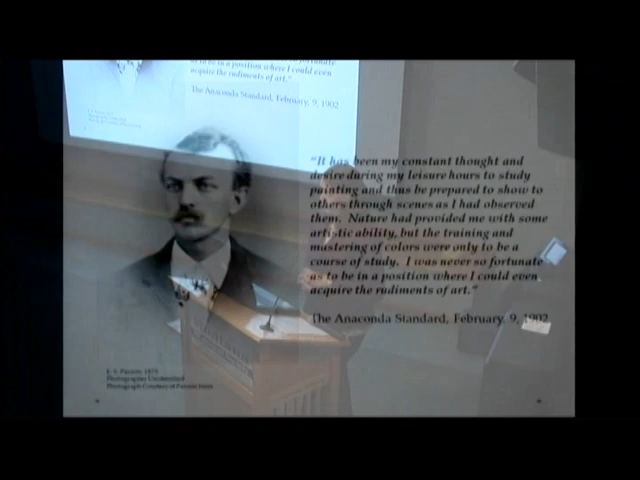 as to be in a position where I could even
acquire the rudiments of art."
The Anaconda Standard, February, 9, 1902
"It has been my constant thought and
desire during my leisure hours to study
painting and thus be prepared to show to
others through scenes as I had observed
them. Nature had provided me with some
artistic ability, but the training and
mastering of colors were only to be a
course of study. I was never so fortunate
as to be in a position where I could even
acquire the rudiments of art."
The Anaconda Standard, February, 9, 1902
E. S. Paxson,
Photographer Unidentified
Photograph Courtesy of Paxson